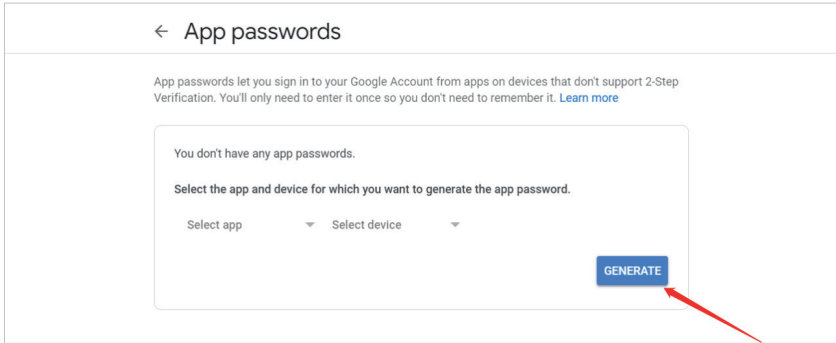 App passwords
App passwords let you sign in to your Google Account from apps on devices that don't support 2-Step
Verification. You'll only need to enter it once so you don't need to remember it. Learn more
You don't have any app passwords.
Select the app and device for which you want to generate the app password.
Select app Select device
GENERATE